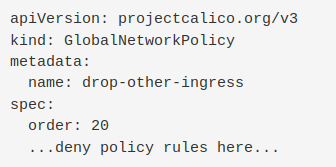 apiVersion: projectcalico.org/v3
kind: GlobalNetworkPolicy
metadata:
  name: drop-other-ingress
spec:
  order: 20
  ...deny policy rules here...